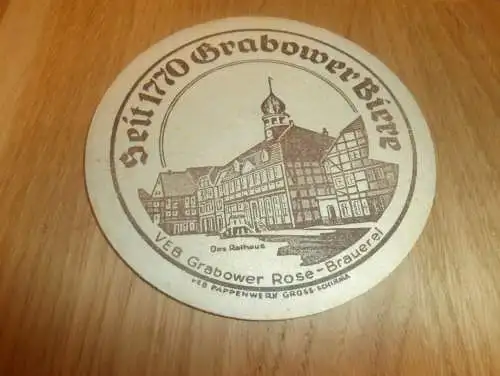 Seit 1770 Grabower Biere
Das Rathaus
VEB Grabower Rose-Brauerei
VEB PAPPENWERK GROSS-SCHIRMA